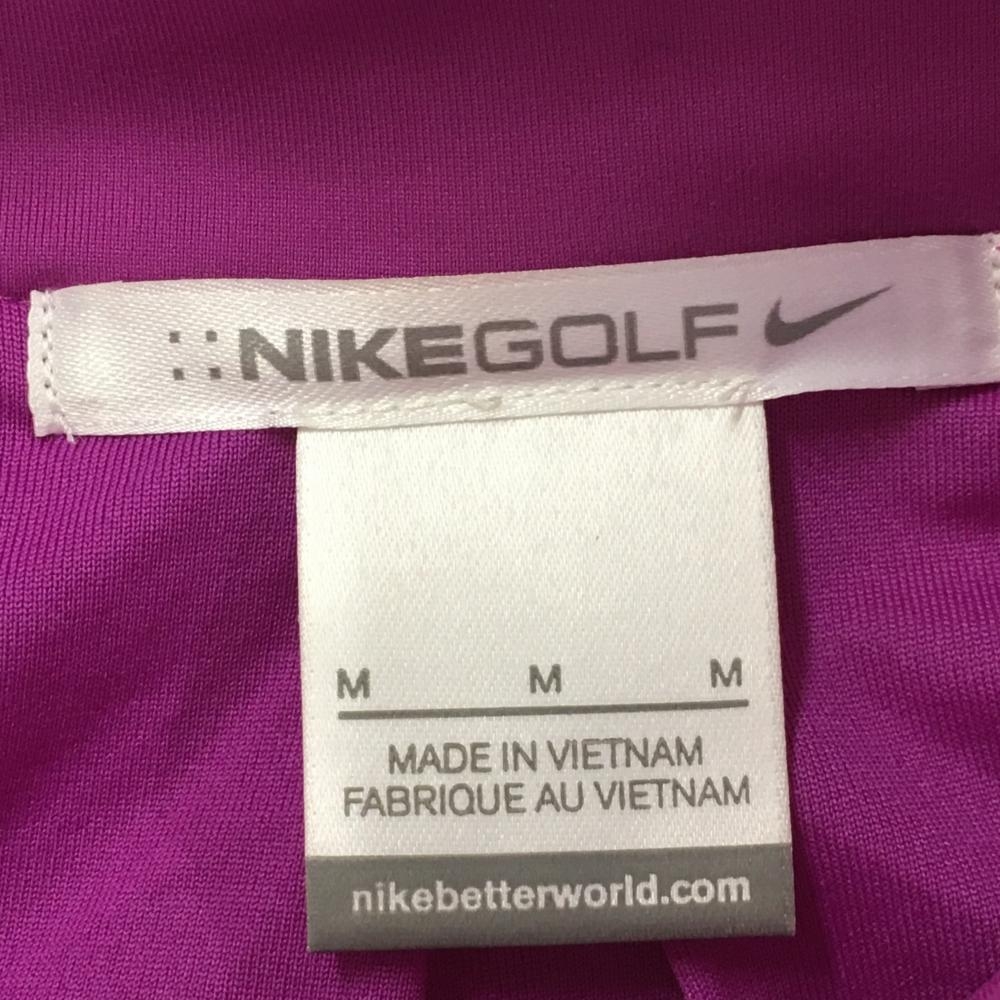 ::NIKEGOLF
M M M
MADE IN VIETNAM
FABRIQUE AU VIETNAM
nikebetterworld.com